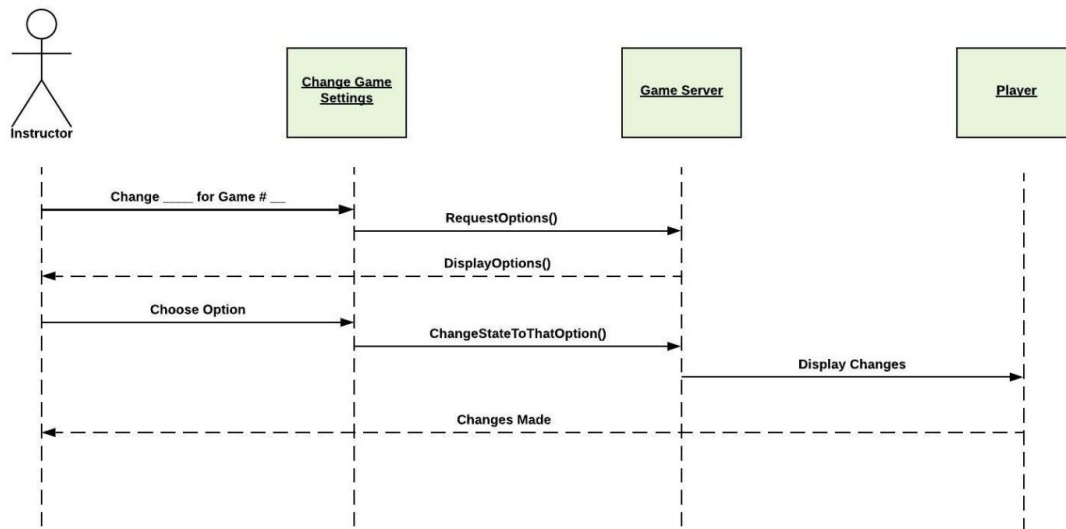 Change Game
Settings
Game Server
Player
Instructor
Change ____ for Game # __
RequestOptions()
DisplayOptions()
Choose Option
ChangeStateToThatOption()
Display Changes
Changes Made